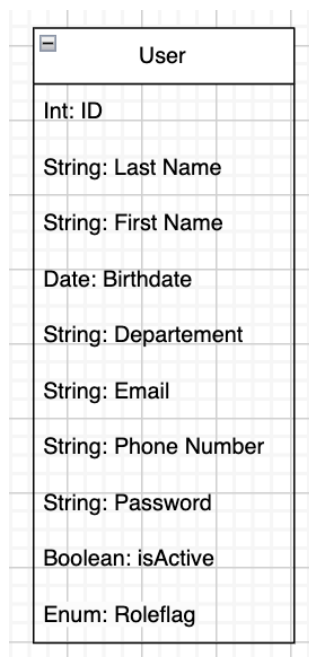 User
Int: ID
String: Last Name
String: First Name
Date: Birthdate
String: Departement
String: Email
String: Phone Number
String: Password
Boolean: isActive
Enum: Roleflag